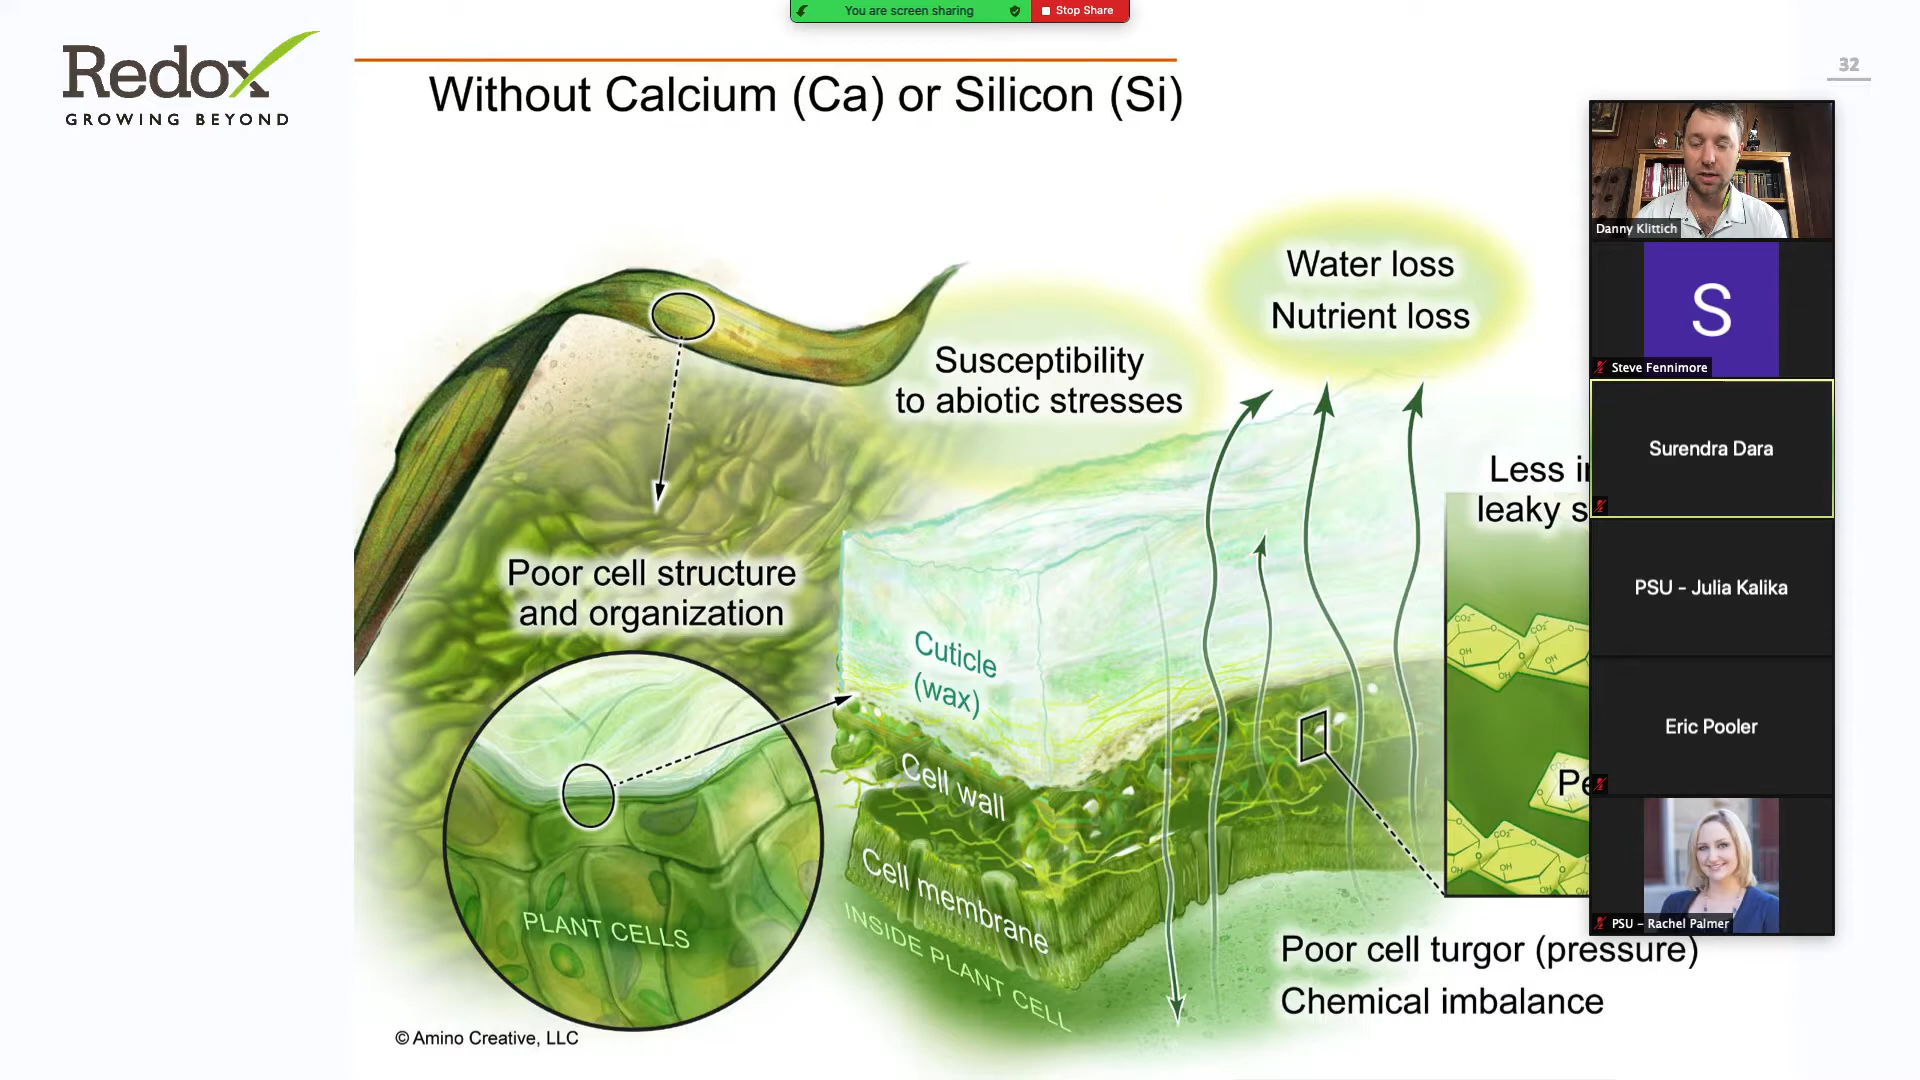 You are screen sharing
Stop Share
Redox
GROWING BEYOND
32
Without Calcium (Ca) or Silicon (Si)
Water loss
Nutrient loss
Susceptibility
to abiotic stresses
Less
leaky
Poor cell structure
and organization
Cuticle
(wax)
Cell wall
Cell membrane
INSIDE PLANT CELL
PLANT CELLS
Poor cell turgor (pressure)
Chemical imbalance
© Amino Creative, LLC
Danny Klittich
S
Steve Fennimore
Surendra Dara
PSU - Julia Kalika
Eric Pooler
PSU - Rachel Palmer